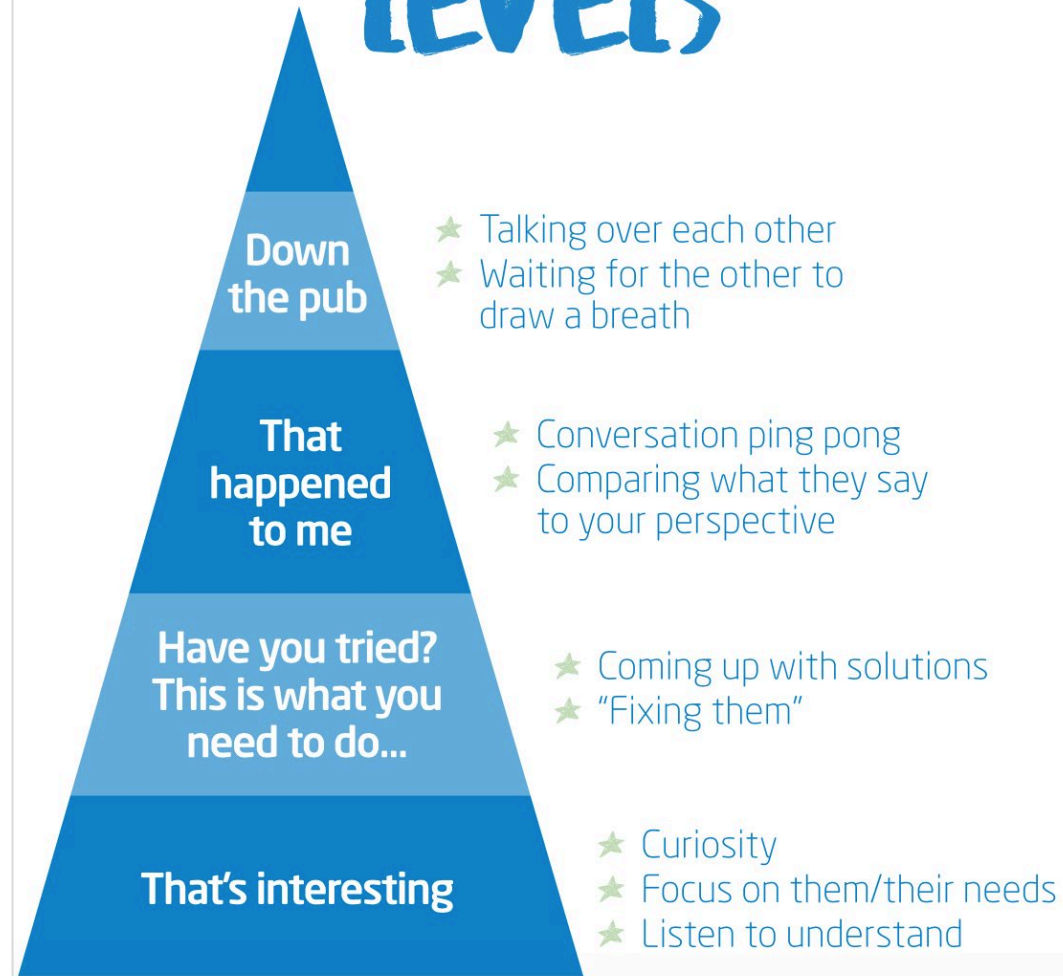 LEVELS
Down
the pub
★ Talking over each other
★ Waiting for the other to
draw a breath
That
happened
to me
★ Conversation ping pong
★ Comparing what they say
to your perspective
Have you tried?
This is what you
need to do...
★ Coming up with solutions
★ “Fixing them”
That's interesting
★ Curiosity
★ Focus on them/their needs
★ Listen to understand